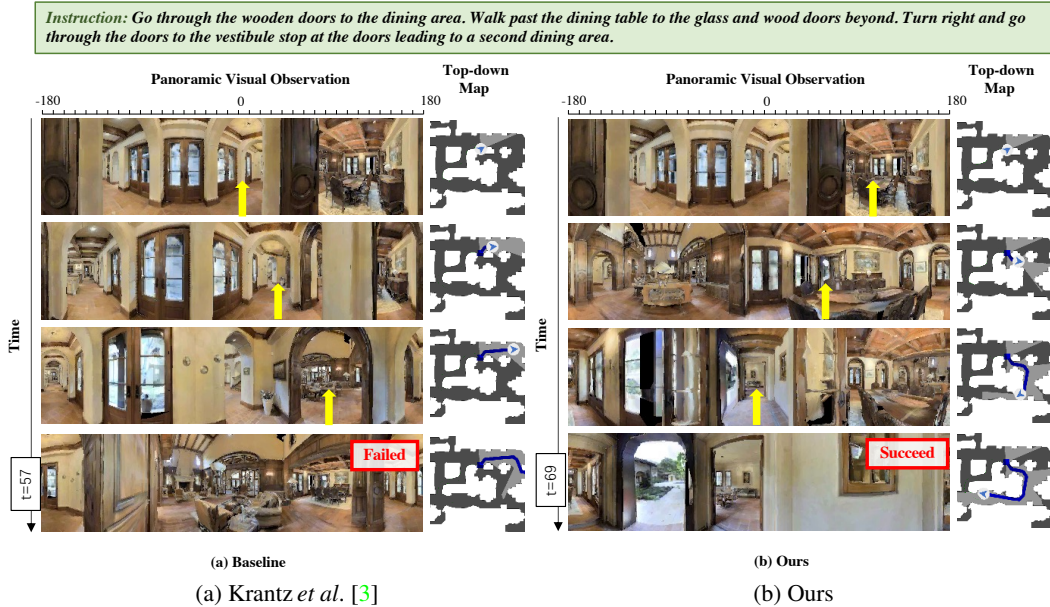 Instruction: Go through the wooden doors to the dining area. Walk past the dining table to the glass and wood doors beyond. Turn right and go
through the doors to the vestibule stop at the doors leading to a second dining area.
Panoramic Visual Observation
Top-down
Map
-180
0
180
Time
t=57
Failed
(a) Baseline
(a) Krantz et al. [3]
Panoramic Visual Observation
Top-down
Map
-180
0
180
Time
t=69
Succeed
(b) Ours
(b) Ours